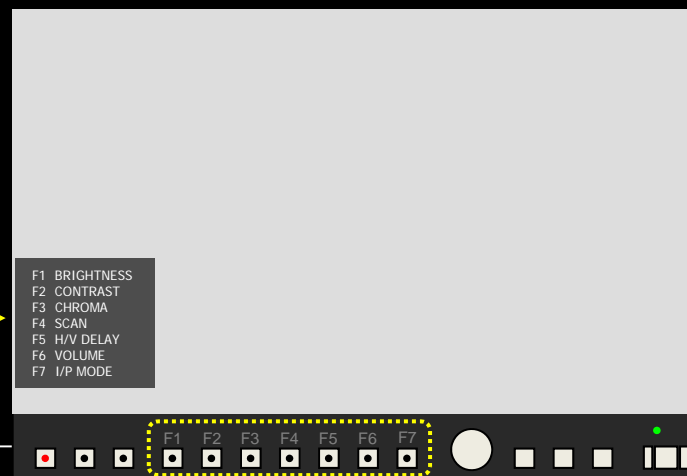 F1 BRIGHTNESS
F2 CONTRAST
F3 CHROMA
F4 SCAN
F5 H/V DELAY
F6 VOLUME
F7 I/P MODE
F1 F2 F3 F4 F5 F6 F7